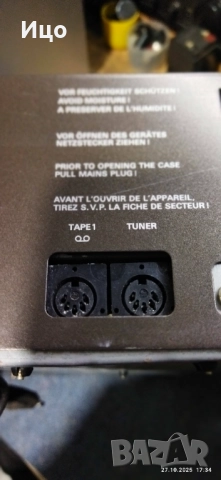 Ицо
VOR FEUCHTIGKEIT SCHÜTZEN!
AVOID MOISTURE!
A PRESERVER DE L'HUMIDITE!
VOR ÖFFNEN DES GERÄTES
NETZSTECKER ZIEHEN!
PRIOR TO OPENING THE CASE
PULL MAINS PLUG!
AVANT L'OUVRIR DE L'APPAREIL,
TIREZ S.V.P. LA FICHE DE SECTEUR!
TAPE 1 TUNER
BAZAR
27.10.2025 17:34